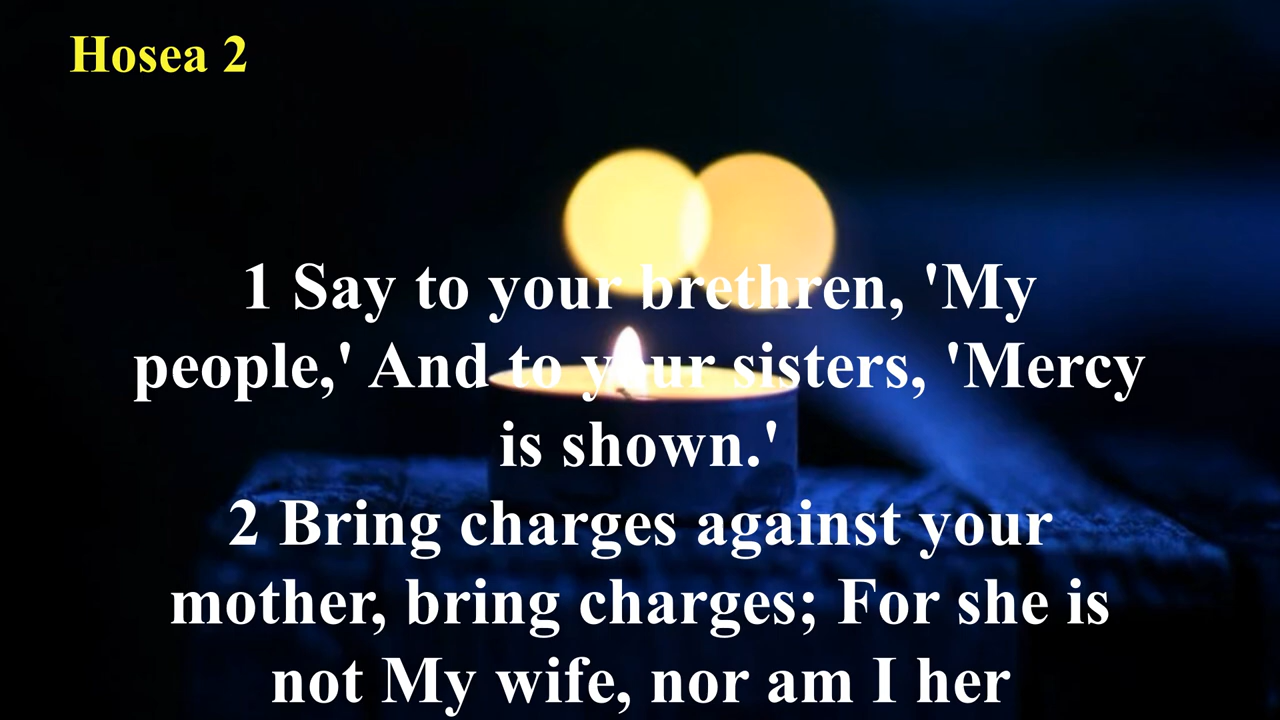 Hosea 2
1 Say to your brethren, 'My
people,' And to your sisters, 'Mercy
is shown.'
2 Bring charges against your
mother, bring charges; For she is
not My wife, nor am I her